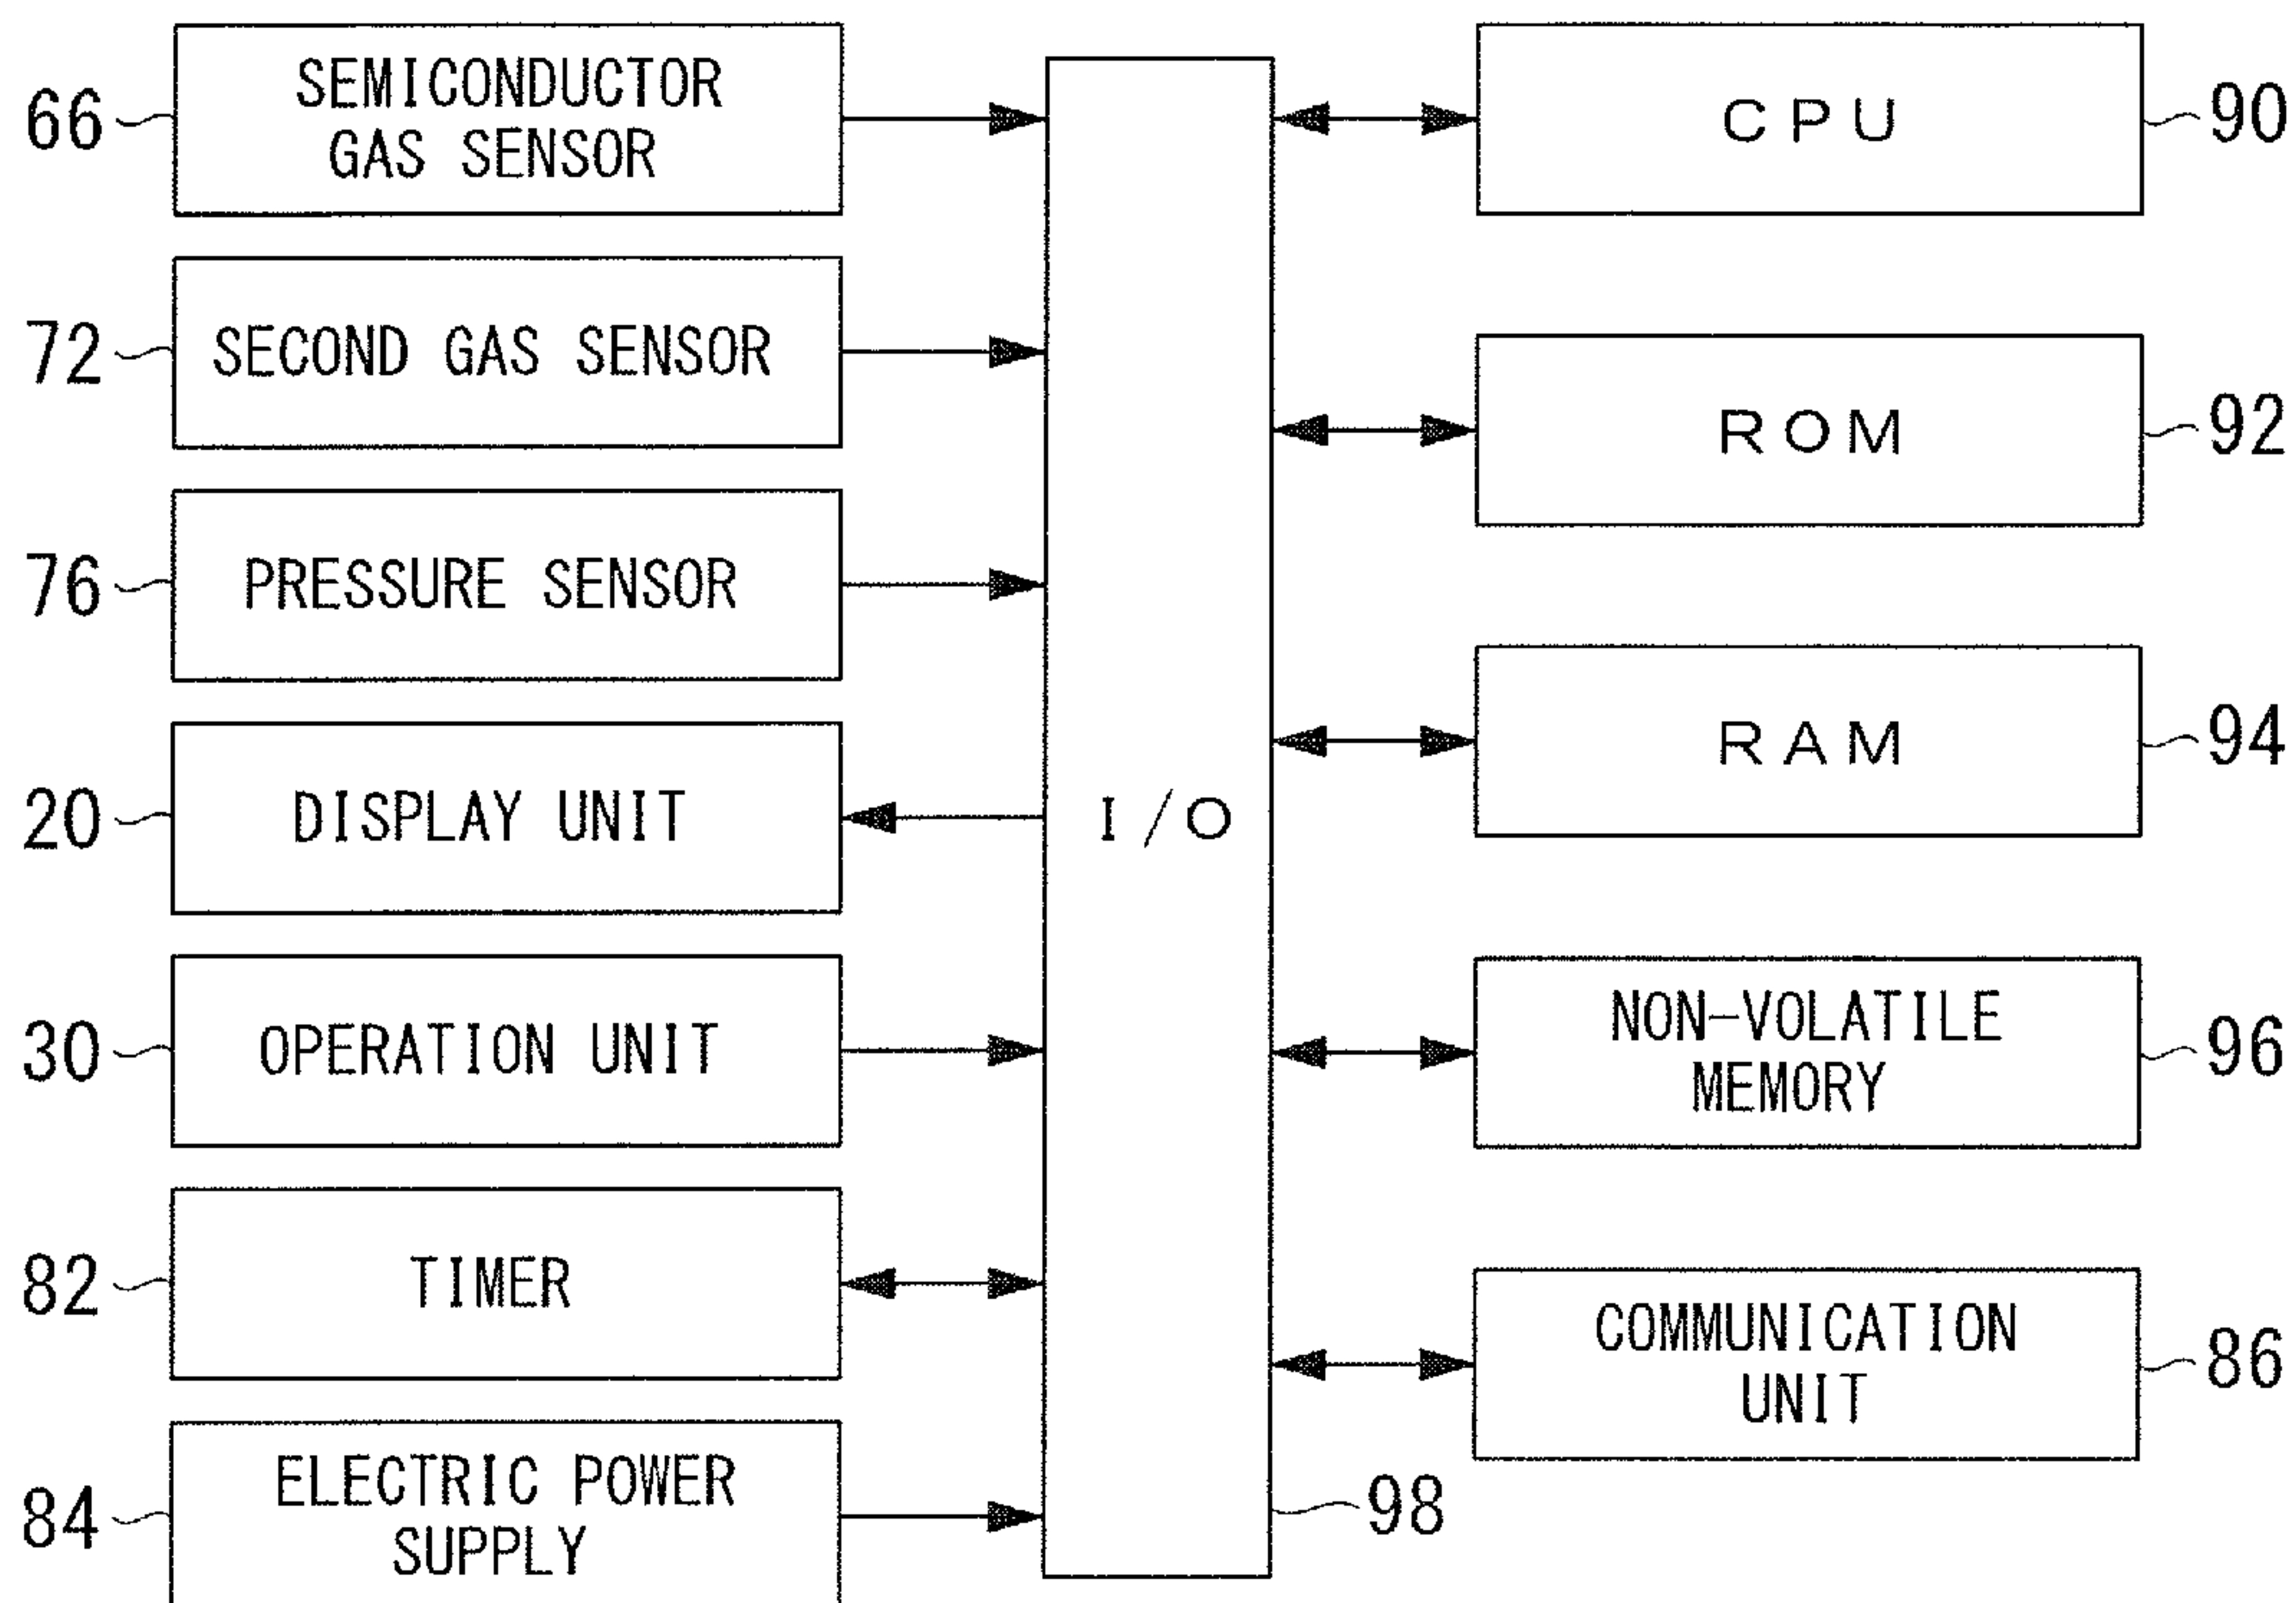 66
SEMICONDUCTOR
GAS SENSOR
72
SECOND GAS SENSOR
76
PRESSURE SENSOR
20
DISPLAY UNIT
30
OPERATION UNIT
82
TIMER
84
ELECTRIC POWER
SUPPLY
I/O
98
CPU
90
ROM
92
RAM
94
NON-VOLATILE
MEMORY
96
COMMUNICATION
UNIT
86